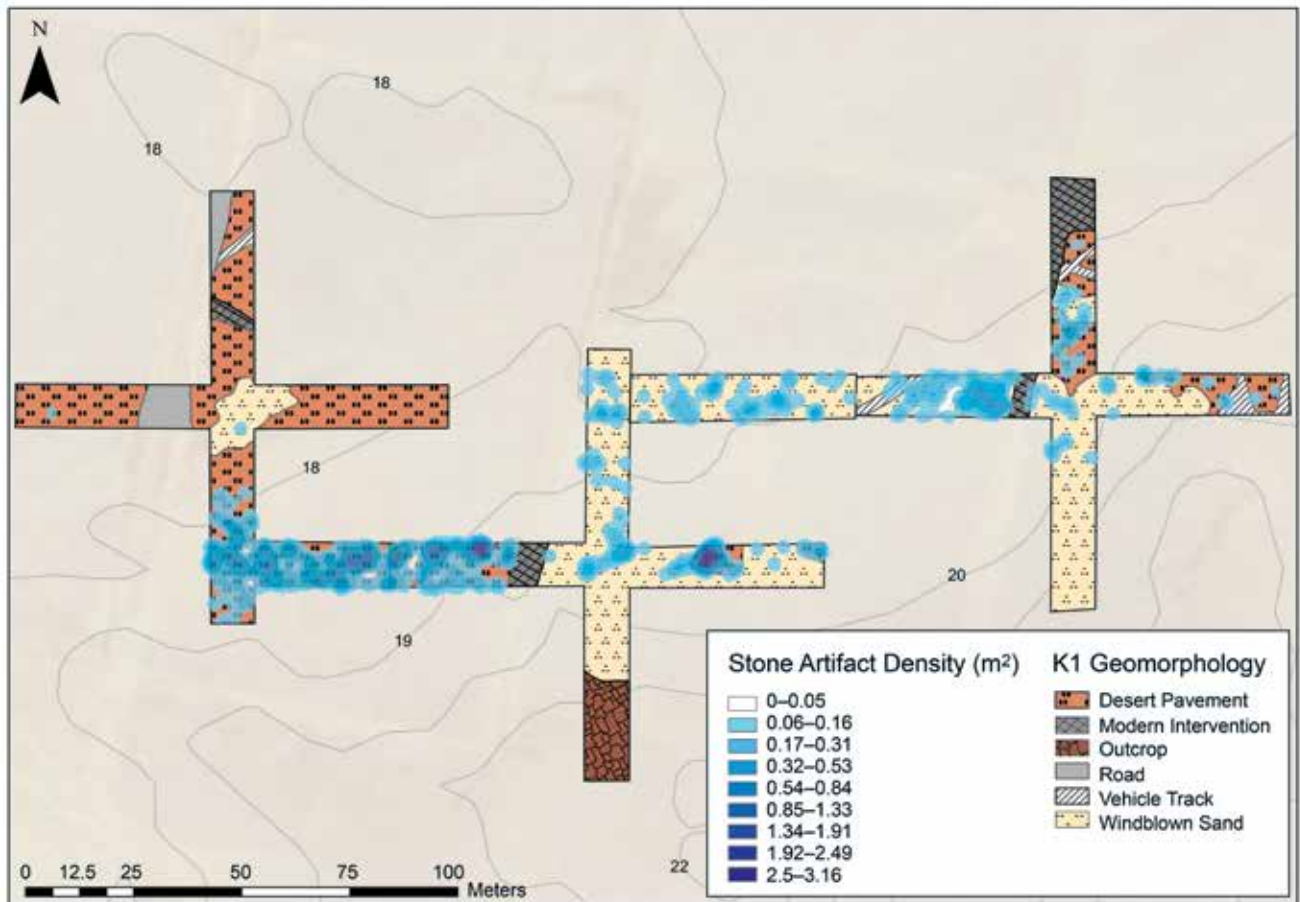 N
18
18
18
19
20
22
Stone Artifact Density (m²)
0–0.05
0.06–0.16
0.17–0.31
0.32–0.53
0.54–0.84
0.85–1.33
1.34–1.91
1.92–2.49
2.5–3.16
K1 Geomorphology
Desert Pavement
Modern Intervention
Outcrop
Road
Vehicle Track
Windblown Sand
0 12.5 25 50 75 100
Meters